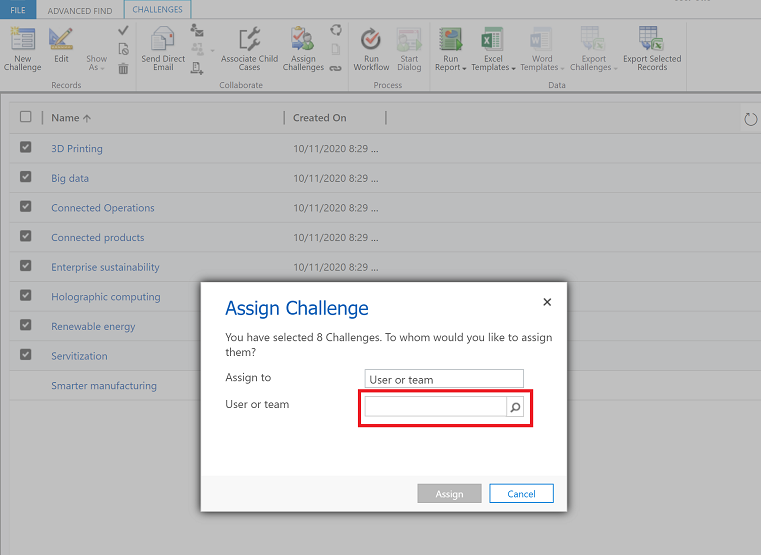 FILE
ADVANCED FIND
CHALLENGES
New Challenge
Edit
Show As
Send Direct Email
Associate Child Cases
Assign Challenges
Run Workflow
Start Dialog
Run Report
Excel Templates
Word Templates
Export Challenges
Export Selected Records
Records
Collaborate
Process
Data
Name
Created On
3D Printing 10/11/2020 8:29 ...
Big data 10/11/2020 8:29 ...
Connected Operations 10/11/2020 8:29 ...
Connected products 10/11/2020 8:29 ...
Enterprise sustainability 10/11/2020 8:29 ...
Holographic computing
Renewable energy
Servitization
Smarter manufacturing
Assign Challenge
You have selected 8 Challenges. To whom would you like to assign
them?
Assign to User or team
User or team
Assign Cancel